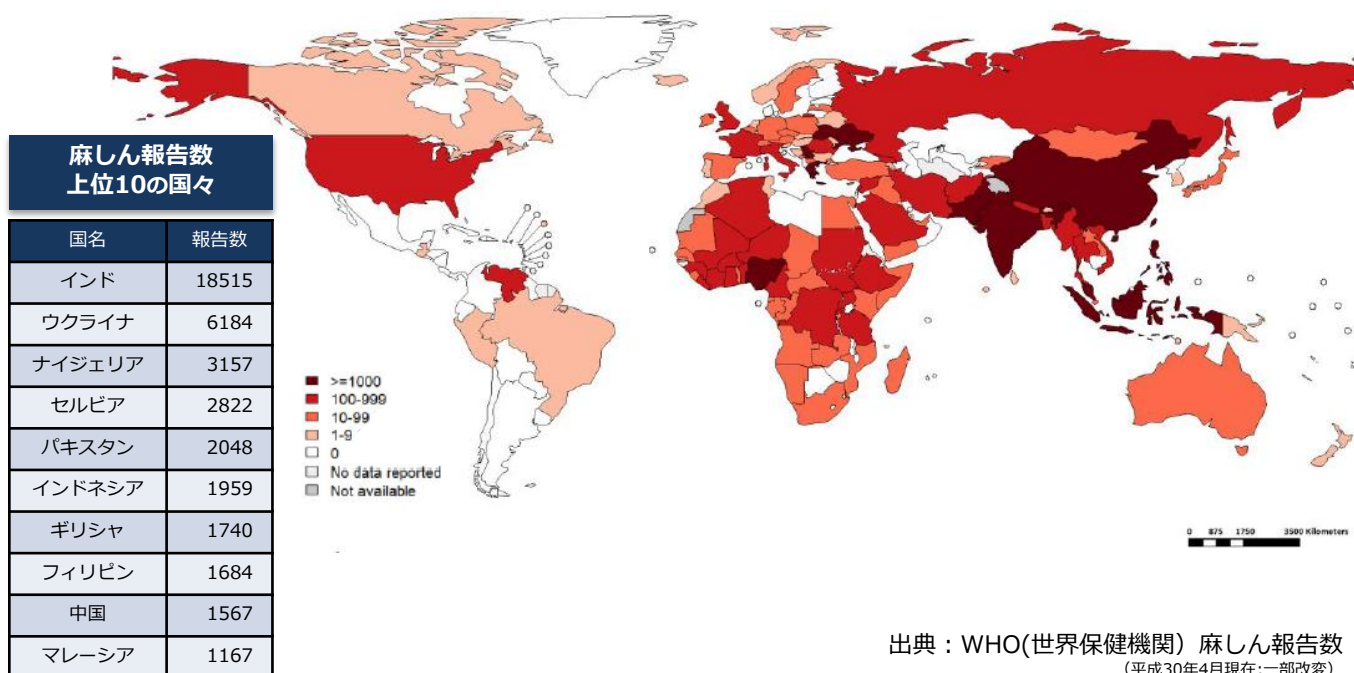 麻しん報告数
上位10の国々
国名 報告数
インド 18515
ウクライナ 6184
ナイジェリア 3157
セルビア 2822
パキスタン 2048
インドネシア 1959
ギリシャ 1740
フィリピン 1684
中国 1567
マレーシア 1167
>=1000
100-999
10-99
1-9
0
No data reported
Not available
0 875 1750 3500 Kilometers
出典：WHO(世界保健機関）麻しん報告数
（平成30年4月現在:一部改変）